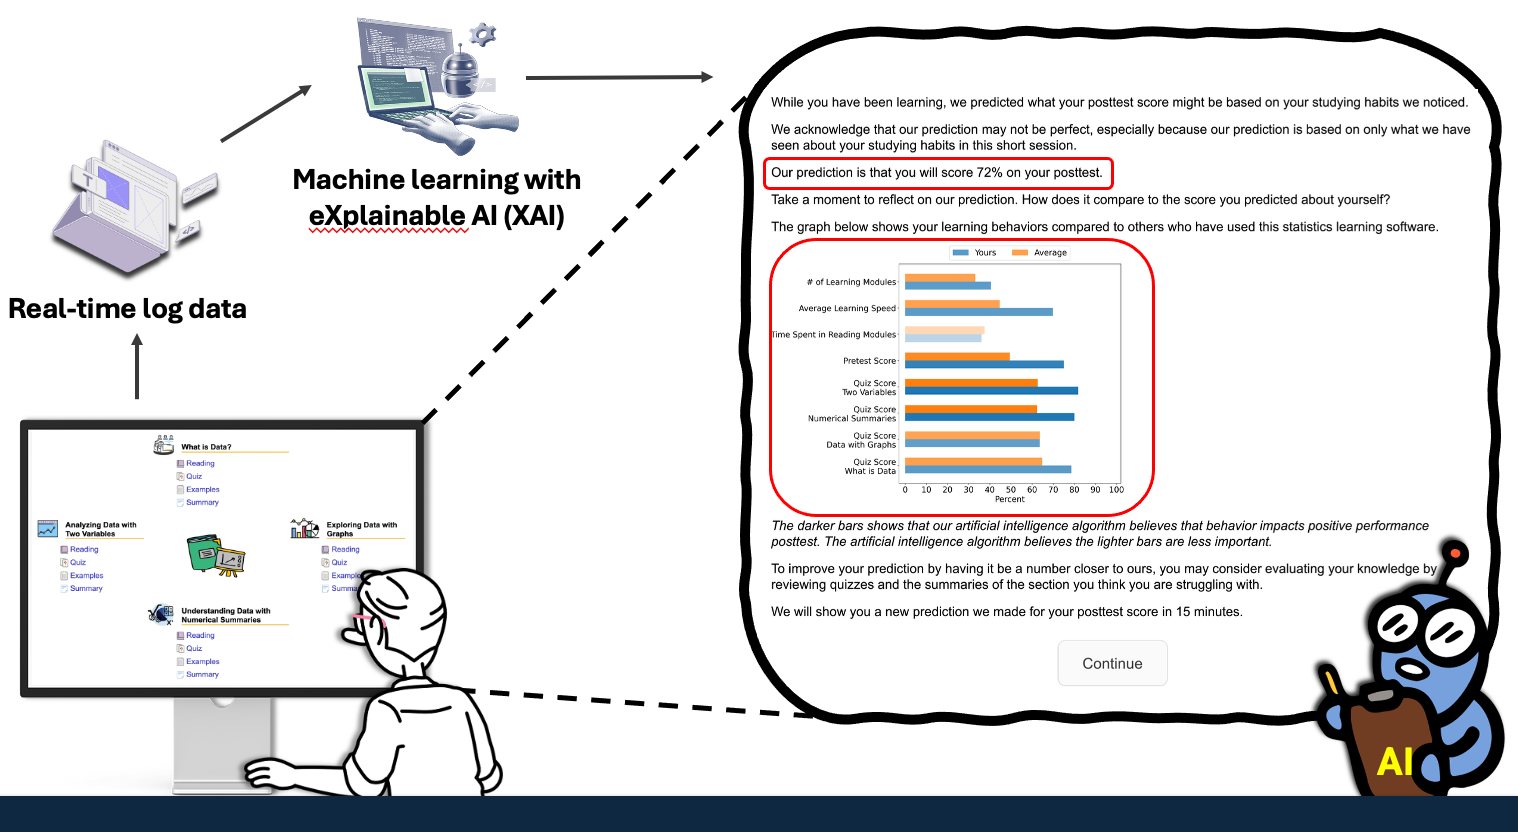 Machine learning with
eXplainable AI (XAI)
Real-time log data
What is Data?
Reading
Quiz
Examples
Summary
Analyzing Data with
Two Variables
Reading
Quiz
Examples
Summary
Exploring Data with
Graphs
Reading
Quiz
Understanding Data with
Numerical Summaries
Reading
Quiz
Examples
Summary
While you have been learning, we predicted what your posttest score might be based on your studying habits we noticed.
We acknowledge that our prediction may not be perfect, especially because our prediction is based on only what we have
seen about your studying habits in this short session.
Our prediction is that you will score 72% on your posttest.
Take a moment to reflect on our prediction. How does it compare to the score you predicted about yourself?
The graph below shows your learning behaviors compared to others who have used this statistics learning software.
Yours Average
# of Learning Modules
Average Learning Speed
Time Spent in Reading Modules
Pretest Score
Quiz Score
Two Variables
Quiz Score
Numerical Summaries
Quiz Score
Data with Graphs
Quiz Score
What is Data
0 10 20 30 40 50 60 70 80 90 100
Percent
The darker bars shows that our artificial intelligence algorithm believes that behavior impacts positive performance
posttest. The artificial intelligence algorithm believes the lighter bars are less important.
To improve your prediction by having it be a number closer to ours, you may consider evaluating your knowledge by
reviewing quizzes and the summaries of the section you think you are struggling with.
We will show you a new prediction we made for your posttest score in 15 minutes.
Continue
AI